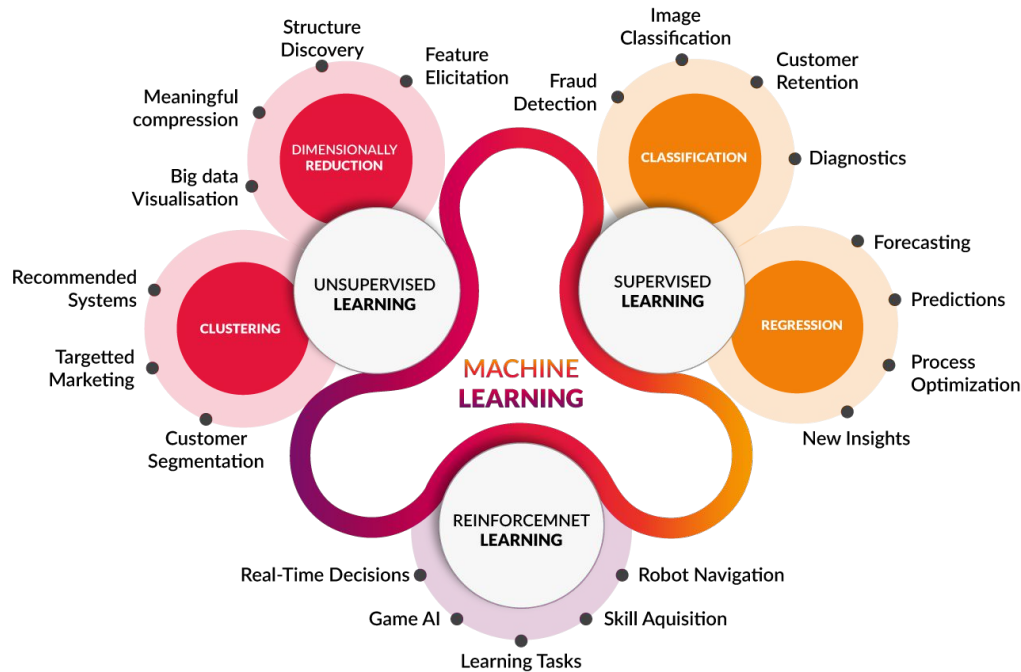 Structure
Discovery
Feature
Elicitation
Meaningful
compression
Big data
Visualisation
DIMENSIONALLY
REDUCTION
UNSUPERVISED
LEARNING
Recommended
Systems
Targetted
Marketing
Customer
Segmentation
CLUSTERING
Image
Classification
Fraud
Detection
Customer
Retention
Diagnostics
CLASSIFICATION
SUPERVISED
LEARNING
Forecasting
Predictions
Process
Optimization
New Insights
REGRESSION
MACHINE
LEARNING
REINFORCEMNET
LEARNING
Real-Time Decisions
Game AI
Learning Tasks
Skill Aquisition
Robot Navigation